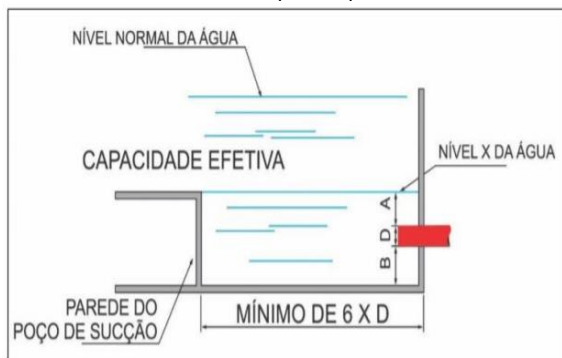 NÍVEL NORMAL DA ÁGUA
CAPACIDADE EFETIVA
NÍVEL X DA ÁGUA
A
D
B
PAREDE DO
POÇO DE SUCÇÃO
MÍNIMO DE 6 X D